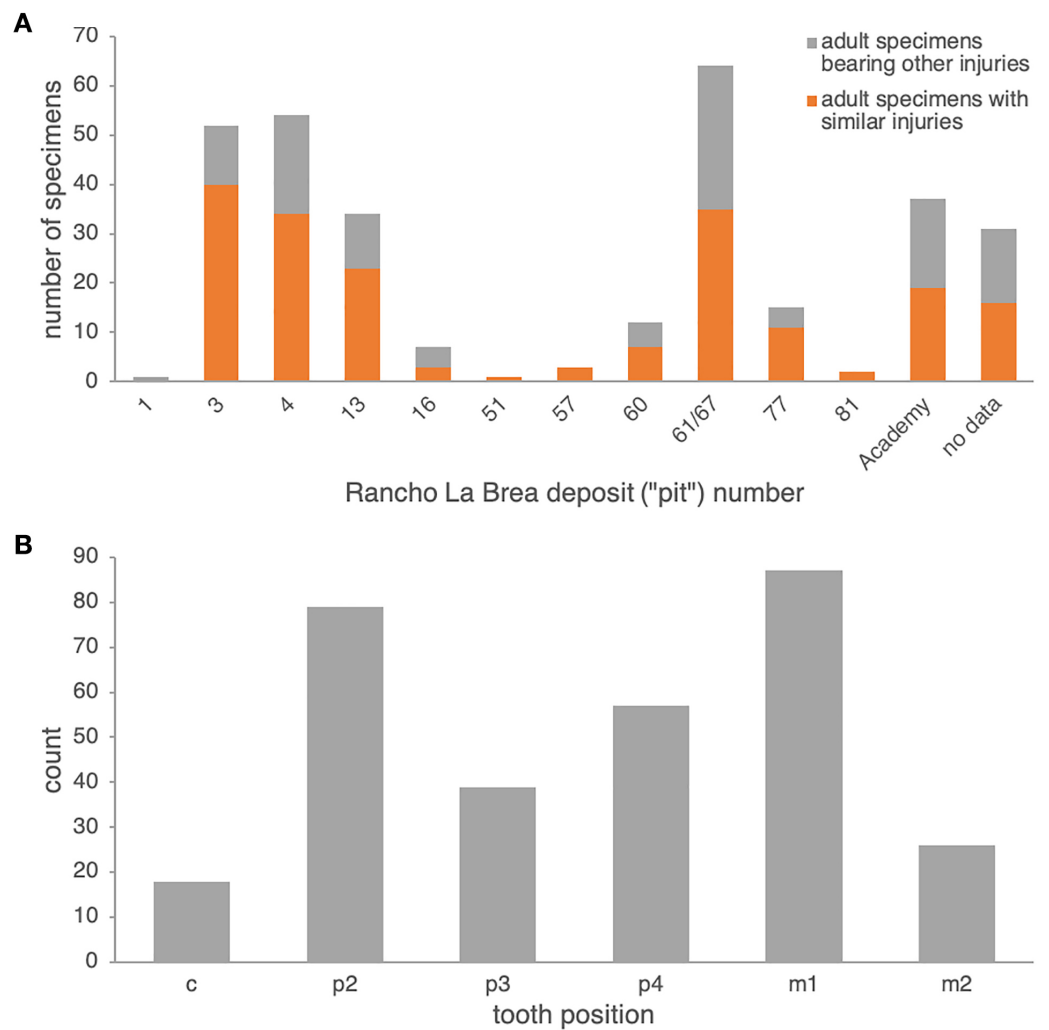 A
70
60
50
40
30
20
10
0
number of specimens
adult specimens
bearing other injuries
adult specimens with
similar injuries
1
3
4
13
16
51
57
60
61/67
77
81
Academy
no data
Rancho La Brea deposit ("pit") number
B
90
80
70
60
50
40
30
20
10
0
count
c
p2
p3
p4
m1
m2
tooth position